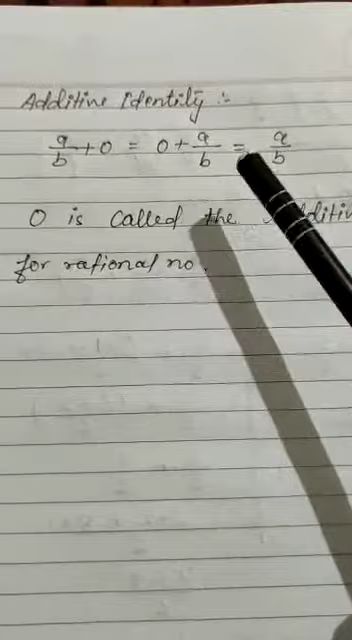 Additive Identity :-
a/b + 0 = 0 + a/b = a/b
0 is called the
for rational no.